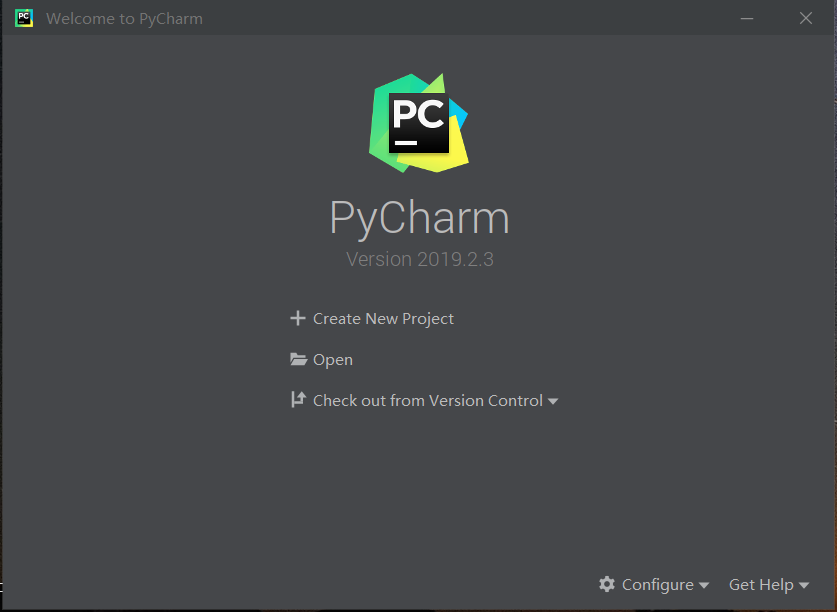 PC
Welcome to PyCharm
PC
PyCharm
Version 2019.2.3
Create New Project
Open
Check out from Version Control
Configure
Get Help